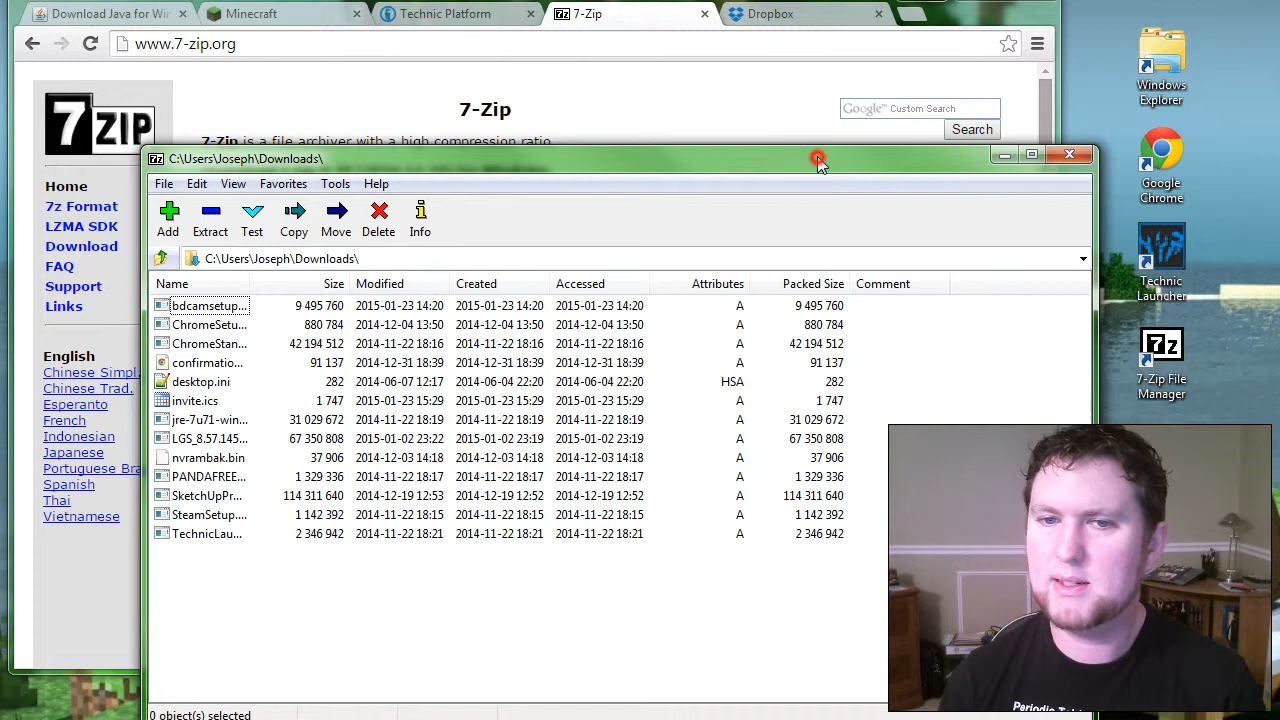 Download Java for Win
Minecraft
Technic Platform
7-Zip
Dropbox
www.7-zip.org
7ZIP
Home
7z Format
LZMA SDK
Download
FAQ
Support
Links
English
Chinese Simpl.
Chinese Trad.
Esperanto
French
Indonesian
Japanese
Portuguese Bra
Spanish
Thai
Vietnamese
7-Zip
Google Custom Search
Search
7-Zip is a file archiver with a high compression ratio
C:\Users\Joseph\Downloads\
File Edit View Favorites Tools Help
Add Extract Test Copy Move Delete Info
C:\Users\Joseph\Downloads\
Name Size Modified Created Accessed Attributes Packed Size Comment
bdcamsetup... 9 495 760 2015-01-23 14:20 2015-01-23 14:20 2015-01-23 14:20 A 9 495 760
ChromeSetu... 880 784 2014-12-04 13:50 2014-12-04 13:50 2014-12-04 13:50 A 880 784
ChromeStan... 42 194 512 2014-11-22 18:16 2014-11-22 18:16 2014-11-22 18:16 A 42 194 512
confirmatio... 91 137 2014-12-31 18:39 2014-12-31 18:39 2014-12-31 18:39 A 91 137
desktop.ini 282 2014-06-07 12:17 2014-06-04 22:20 2014-06-04 22:20 HSA 282
invite.ics 1 747 2015-01-23 15:29 2015-01-23 15:29 2015-01-23 15:29 A 1 747
jre-7u71-win... 31 029 672 2014-11-22 18:19 2014-11-22 18:19 2014-11-22 18:19 A 31 029 672
LGS_8.57.145... 67 350 808 2015-01-02 23:22 2015-01-02 23:19 2015-01-02 23:19 A 67 350 808
nvrambak.bin 37 906 2014-12-03 14:18 2014-12-03 14:18 2014-12-03 14:18 A 37 906
PANDAFREE... 1 329 336 2014-11-22 18:17 2014-11-22 18:17 2014-11-22 18:17 A 1 329 336
SketchUpPr... 114 311 640 2014-12-19 12:53 2014-12-19 12:52 2014-12-19 12:52 A 114 311 640
SteamSetup.... 1 142 392 2014-11-22 18:15 2014-11-22 18:15 2014-11-22 18:15 A 1 142 392
TechnicLau... 2 346 942 2014-11-22 18:21 2014-11-22 18:21 2014-11-22 18:21 A 2 346 942
0 object(s) selected
Windows
Explorer
Google
Chrome
Technic
Launcher
7z
7-Zip File
Manager
Periodic